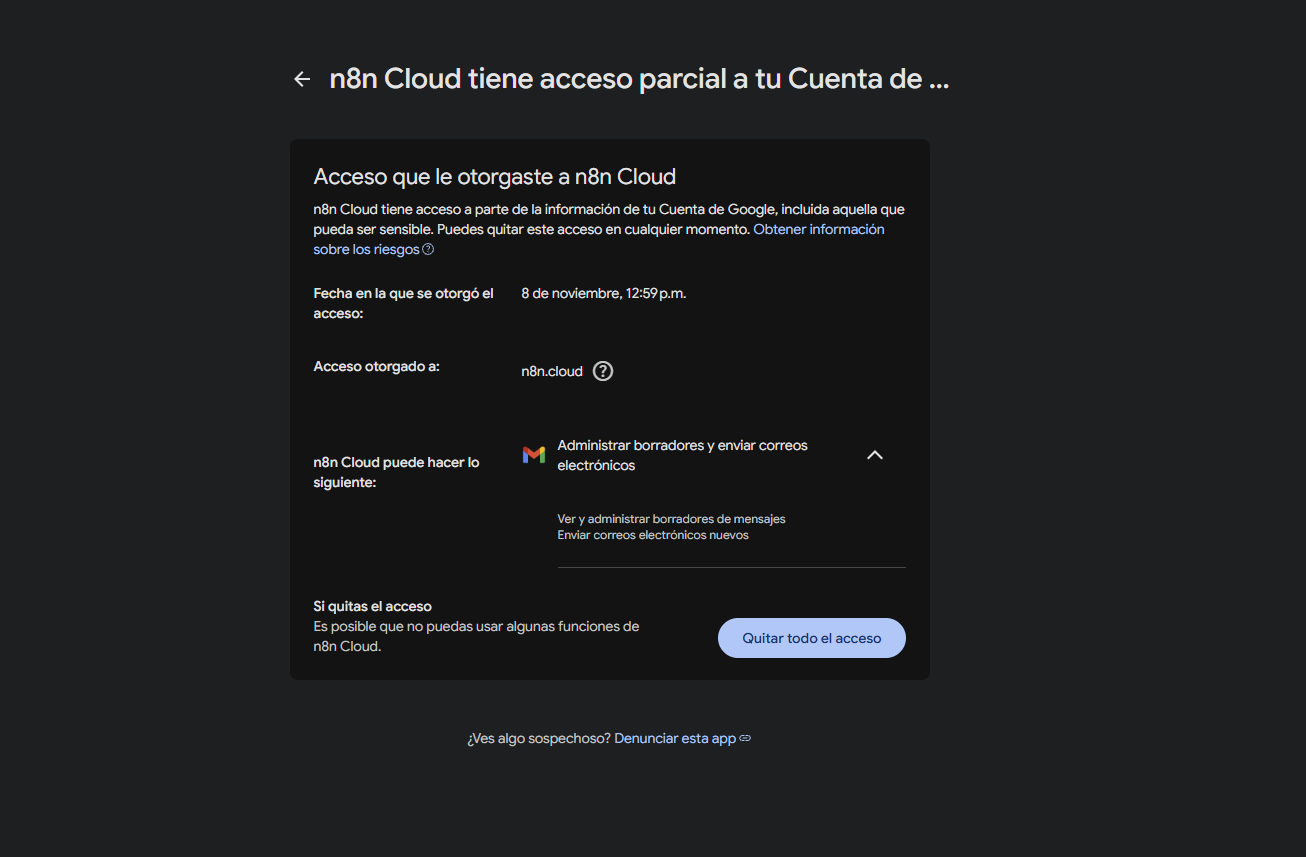 n8n Cloud tiene acceso parcial a tu Cuenta de ...
Acceso que le otorgaste a n8n Cloud
n8n Cloud tiene acceso a parte de la información de tu Cuenta de Google, incluida aquella que
pueda ser sensible. Puedes quitar este acceso en cualquier momento. Obtener información
sobre los riesgos
Fecha en la que se otorgó el
acceso:
8 de noviembre, 12:59 p.m.
Acceso otorgado a:
n8n.cloud
n8n Cloud puede hacer lo
siguiente:
Administrar borradores y enviar correos
electrónicos
Ver y administrar borradores de mensajes
Enviar correos electrónicos nuevos
Si quitas el acceso
Es posible que no puedas usar algunas funciones de
n8n Cloud.
Quitar todo el acceso
¿Ves algo sospechoso? Denunciar esta app